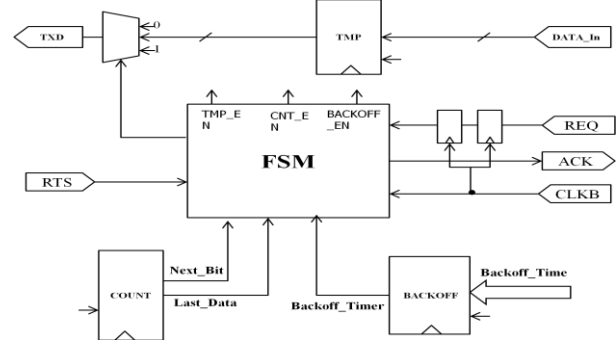 TXD
0
1
TMP
DATA_In
TMP_E
N
CNT_E
N
BACKOFF
_EN
FSM
REQ
ACK
RTS
CLKB
Next_Bit
COUNT
Last_Data
Backoff_Timer
BACKOFF
Backoff_Time